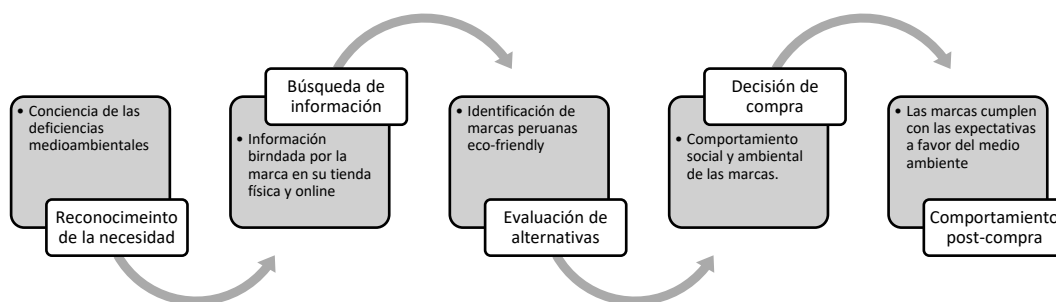 • Conciencia de las
deficiencias
medioambientales
Reconocimeinto
de la necesidad
Búsqueda de
información
• Información
birndada por la
marca en su tienda
física y online
• Identificación de
marcas peruanas
eco-friendly
Evaluación de
alternativas
Decisión de
compra
• Comportamiento
social y ambiental
de las marcas.
• Las marcas cumplen
con las expectativas
a favor del medio
ambiente
Comportamiento
post-compra